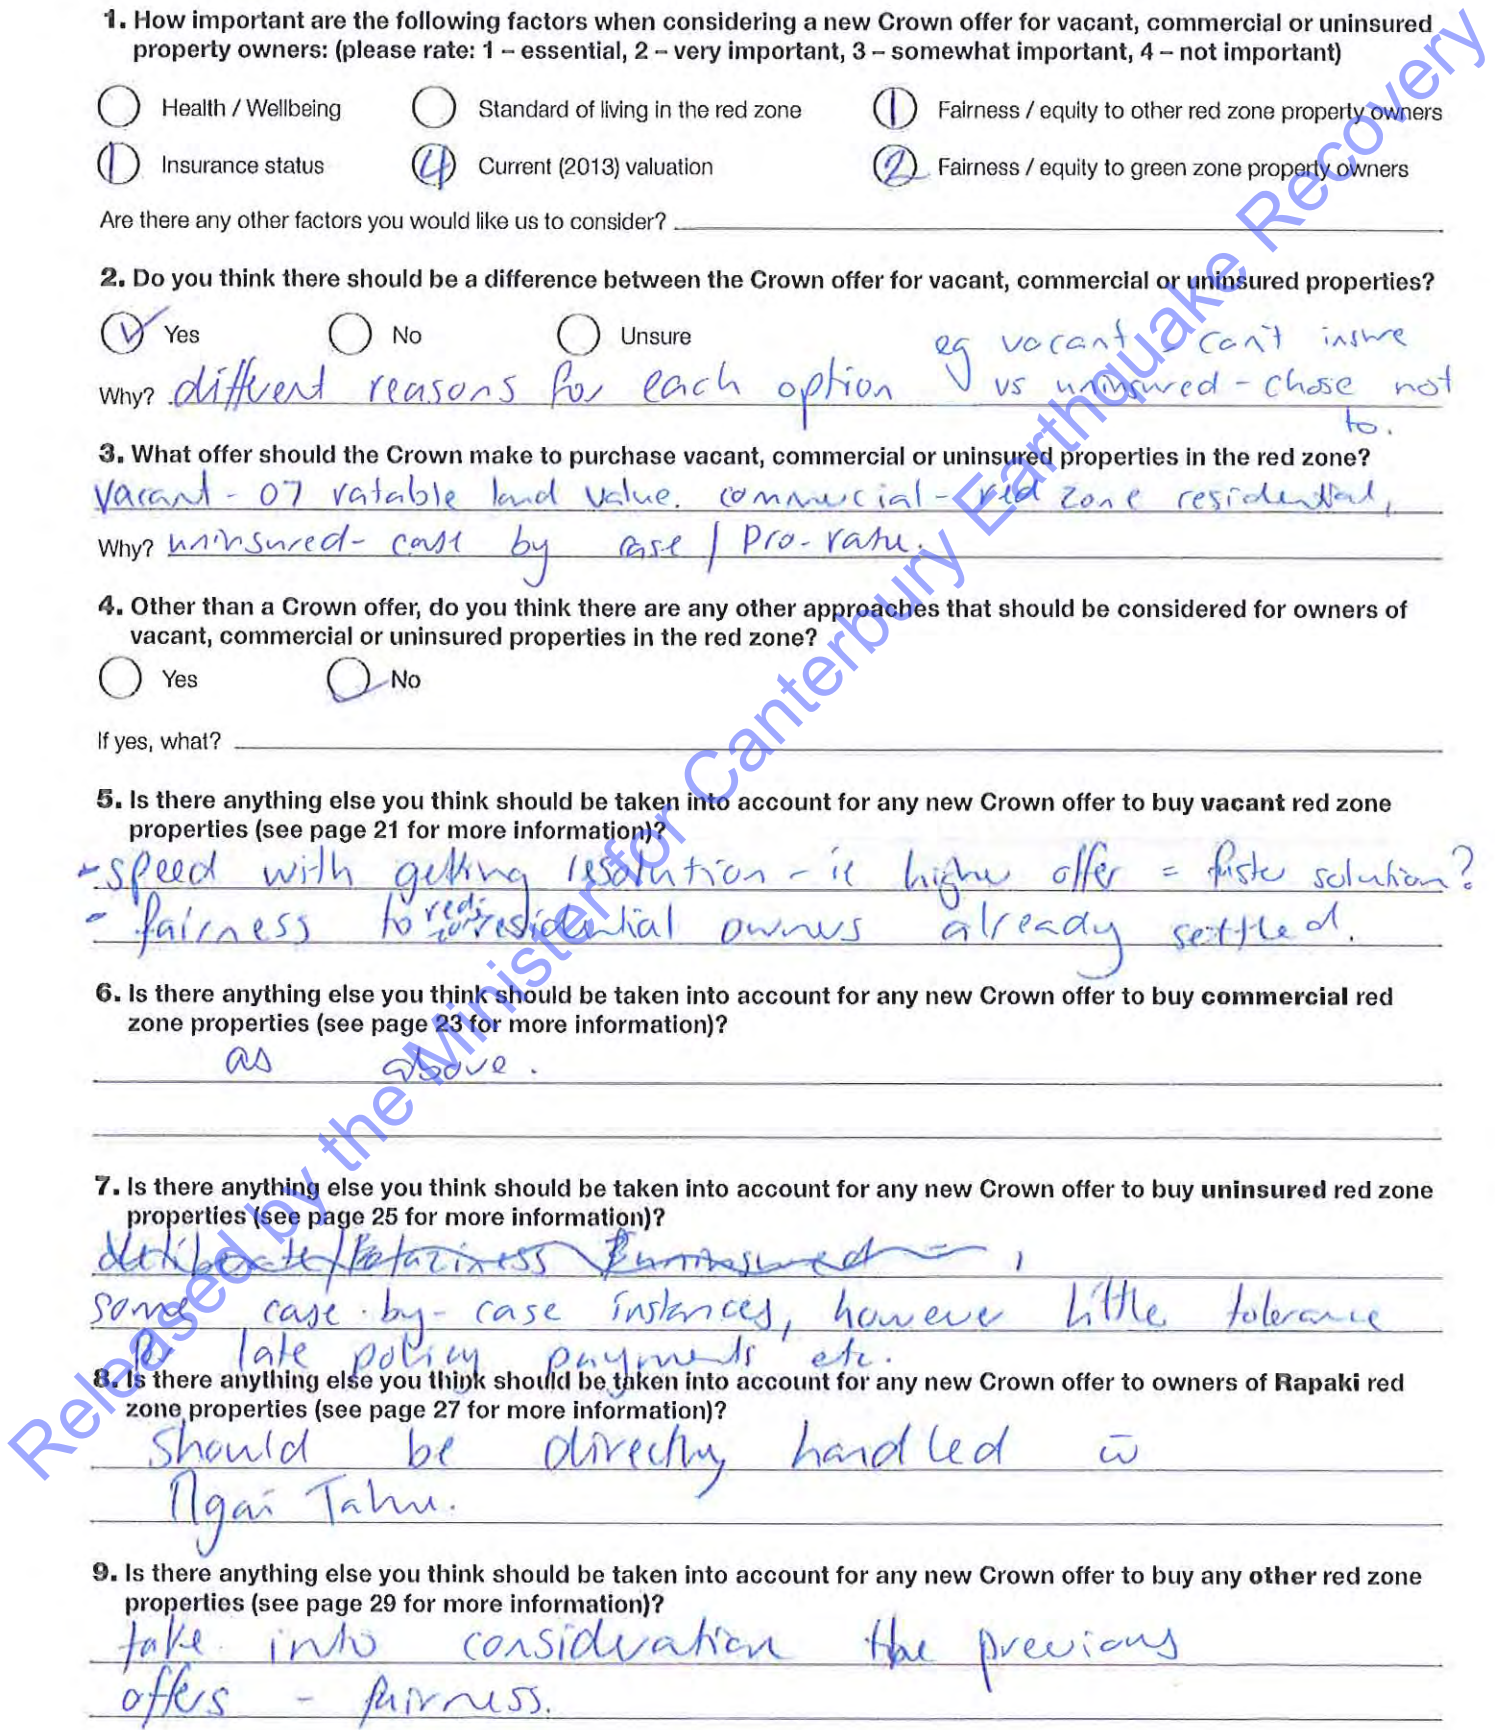 1. How important are the following factors when considering a new Crown offer for vacant, commercial or uninsured
property owners: (please rate: 1 – essential, 2 – very important, 3 – somewhat important, 4 – not important)
Health / Wellbeing Standard of living in the red zone 1 Fairness / equity to other red zone property owners
1 Insurance status 4 Current (2013) valuation 2 Fairness / equity to green zone property owners
Are there any other factors you would like us to consider?
2. Do you think there should be a difference between the Crown offer for vacant, commercial or uninsured properties?
✓ Yes No Unsure
eg vacant - can't insure
Why? different reasons for each option vs uninsured - chose not
to.
3. What offer should the Crown make to purchase vacant, commercial or uninsured properties in the red zone?
Vacant - 07 ratable land value. commercial - red zone residential,
Why? uninsured - case by case / pro-rate.
4. Other than a Crown offer, do you think there are any other approaches that should be considered for owners of
vacant, commercial or uninsured properties in the red zone?
Yes ✓ No
If yes, what?
5. Is there anything else you think should be taken into account for any new Crown offer to buy vacant red zone
properties (see page 21 for more information)?
- speed with getting resolution - ie higher offer = faster solution?
- fairness to red zone residential owners already settled.
6. Is there anything else you think should be taken into account for any new Crown offer to buy commercial red
zone properties (see page 23 for more information)?
as above.
7. Is there anything else you think should be taken into account for any new Crown offer to buy uninsured red zone
properties (see page 25 for more information)?
some case-by-case instances, however little tolerance
for late policy payments etc.
8. Is there anything else you think should be taken into account for any new Crown offer to owners of Rapaki red
zone properties (see page 27 for more information)?
Should be directly handled w̄
Ngai Tahu.
9. Is there anything else you think should be taken into account for any new Crown offer to buy any other red zone
properties (see page 29 for more information)?
take into consideration the previous
offers - fairness.
Released by the Minister for Canterbury Earthquake Recovery